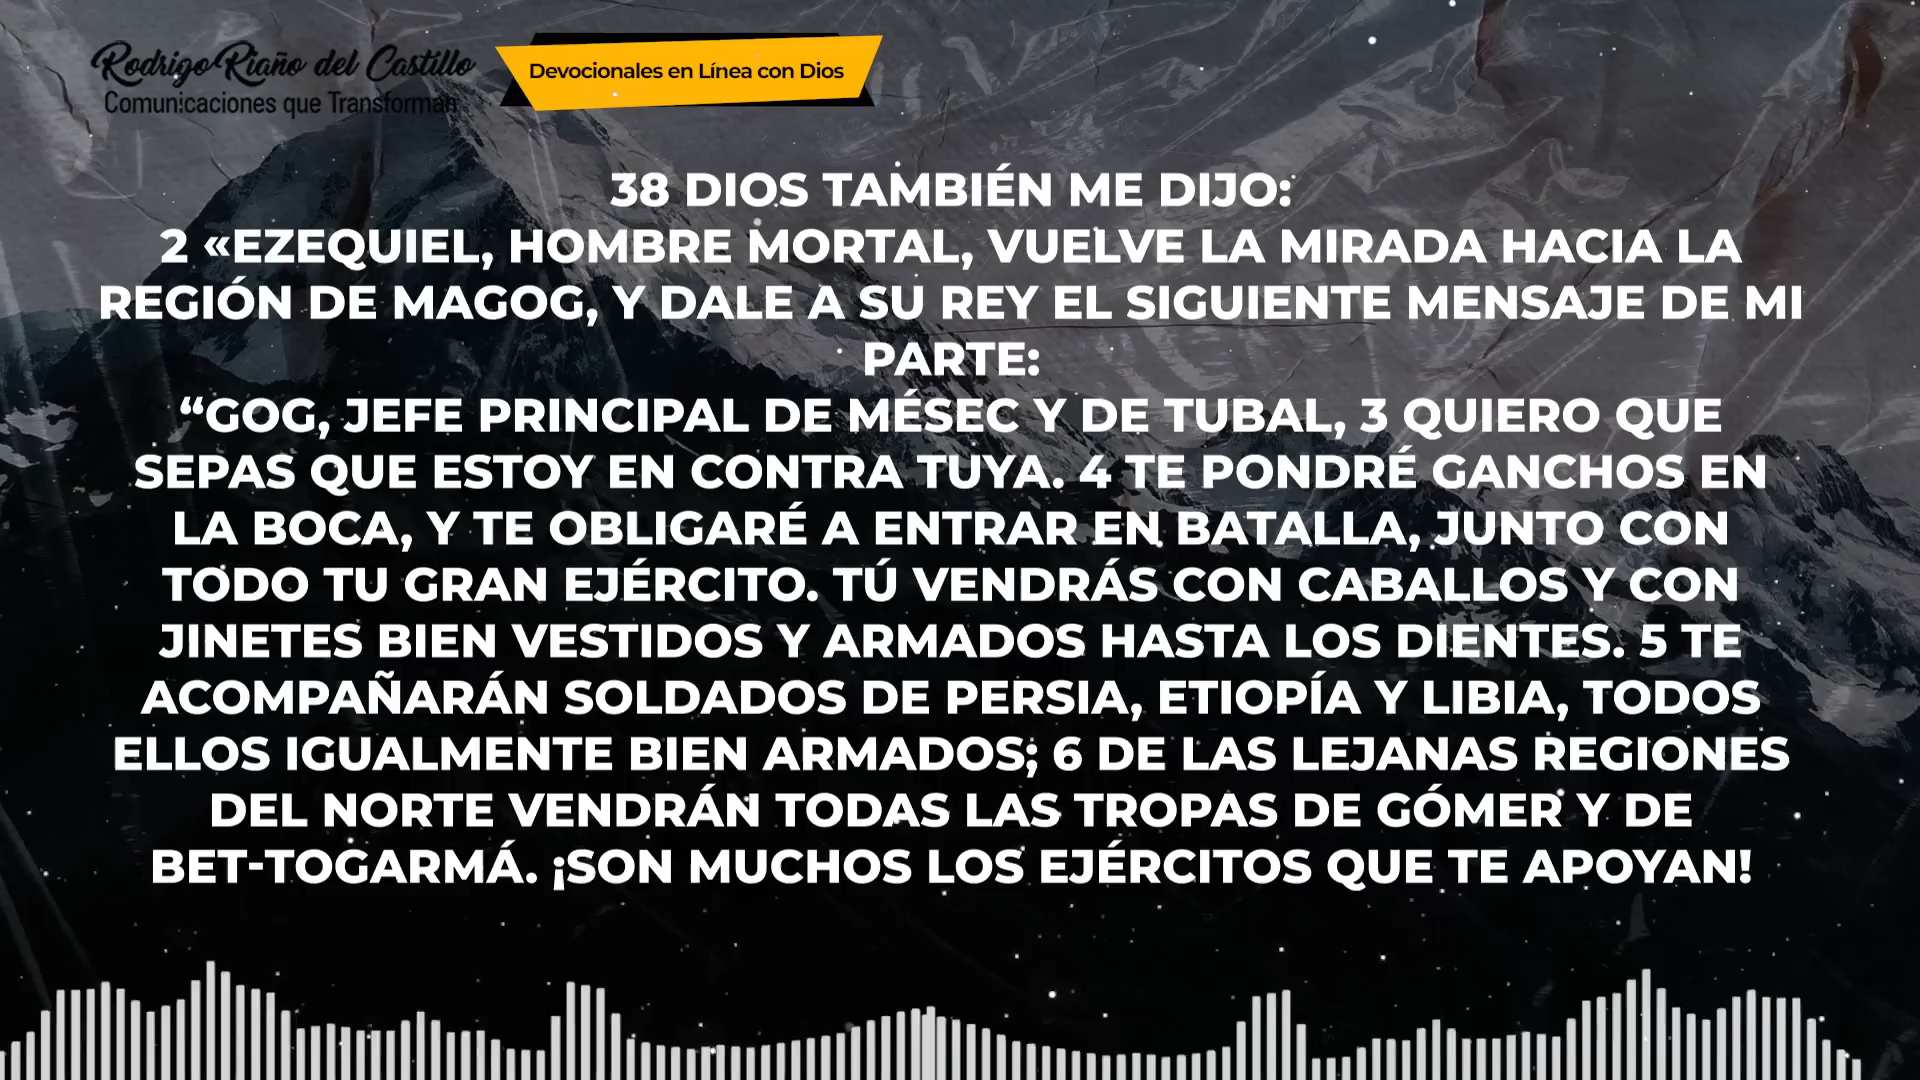 Rodrigo Riaño del Castillo
Comunicaciones que Transforman
Devocionales en Línea con Dios
38 DIOS TAMBIÉN ME DIJO:
2 «EZEQUIEL, HOMBRE MORTAL, VUELVE LA MIRADA HACIA LA
REGIÓN DE MAGOG, Y DALE A SU REY EL SIGUIENTE MENSAJE DE MI
PARTE:
“GOG, JEFE PRINCIPAL DE MÉSEC Y DE TUBAL, 3 QUIERO QUE
SEPAS QUE ESTOY EN CONTRA TUYA. 4 TE PONDRÉ GANCHOS EN
LA BOCA, Y TE OBLIGARÉ A ENTRAR EN BATALLA, JUNTO CON
TODO TU GRAN EJÉRCITO. TÚ VENDRÁS CON CABALLOS Y CON
JINETES BIEN VESTIDOS Y ARMADOS HASTA LOS DIENTES. 5 TE
ACOMPAÑARÁN SOLDADOS DE PERSIA, ETIOPÍA Y LIBIA, TODOS
ELLOS IGUALMENTE BIEN ARMADOS; 6 DE LAS LEJANAS REGIONES
DEL NORTE VENDRÁN TODAS LAS TROPAS DE GÓMER Y DE
BET-TOGARMÁ. ¡SON MUCHOS LOS EJÉRCITOS QUE TE APOYAN!